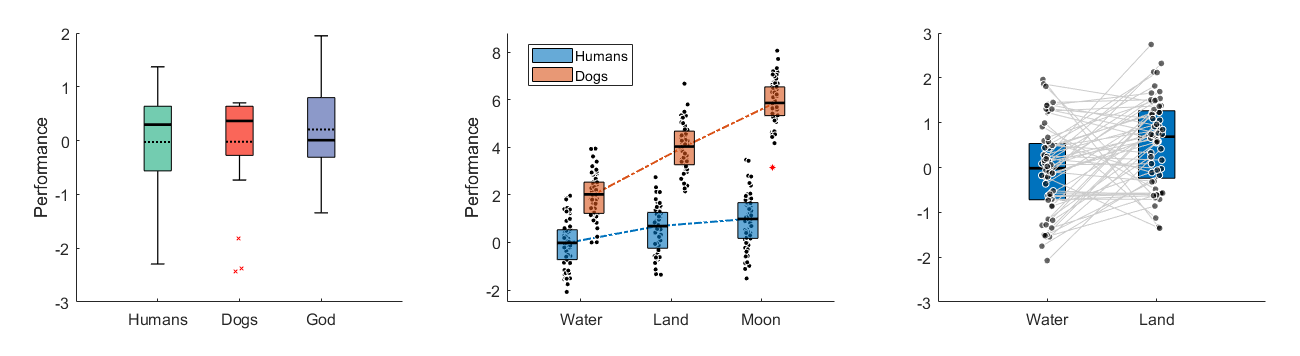 2
1
0
-1
-2
-3
Performance
Humans
Dogs
God
8
6
4
2
0
-2
Performance
Humans
Dogs
Water
Land
Moon
3
2
1
0
-1
-2
-3
Water
Land